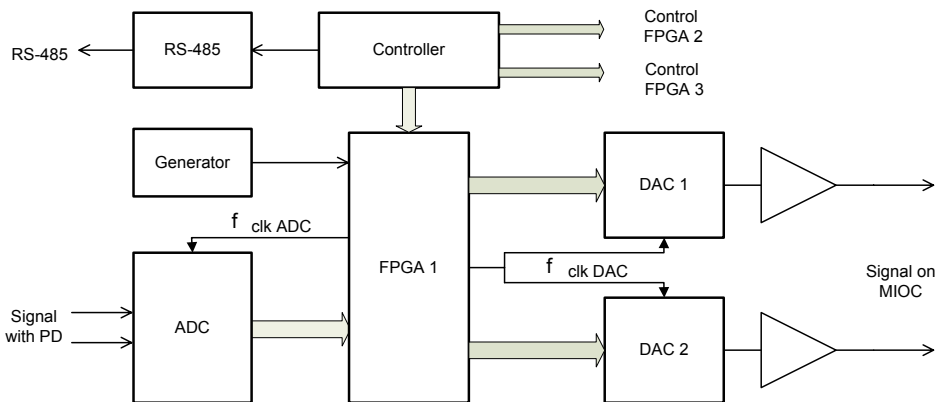 RS-485
RS-485
Controller
Control
FPGA 2
Control
FPGA 3
Generator
FPGA 1
DAC 1
f clk ADC
f clk DAC
Signal on
MIOC
Signal
with PD
ADC
DAC 2